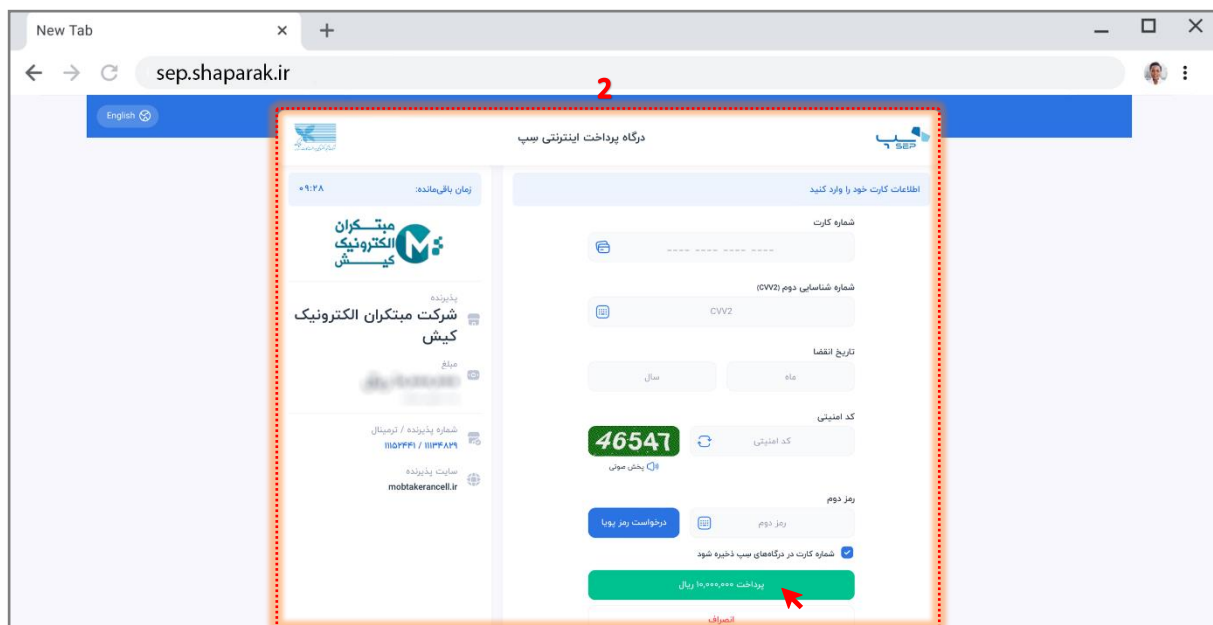 New Tab
sep.shaparak.ir
2
English
درگاه پرداخت اینترنتی سِپ
سپ
SEP
اطلاعات کارت خود را وارد کنید
شماره کارت
---- ---- ---- ----
شماره شناسایی دوم (CVV2)
CVV2
تاریخ انقضا
ماه
سال
کد امنیتی
کد امنیتی
46547
پخش صوتی
رمز دوم
رمز دوم
درخواست رمز پویا
شماره کارت در درگاه‌های سِپ ذخیره شود
پرداخت ۱۰,۰۰۰,۰۰۰ ریال
انصراف
زمان باقی‌مانده:
۰۹:۲۸
مبتکران
الکترونیک
کیش
پذیرنده
شرکت مبتکران الکترونیک
کیش
مبلغ
شماره پذیرنده / ترمینال
۱۱۱۳۴۸۲۹ / ۱۱۱۵۲۴۴۱
سایت پذیرنده
mobtakerancell.ir